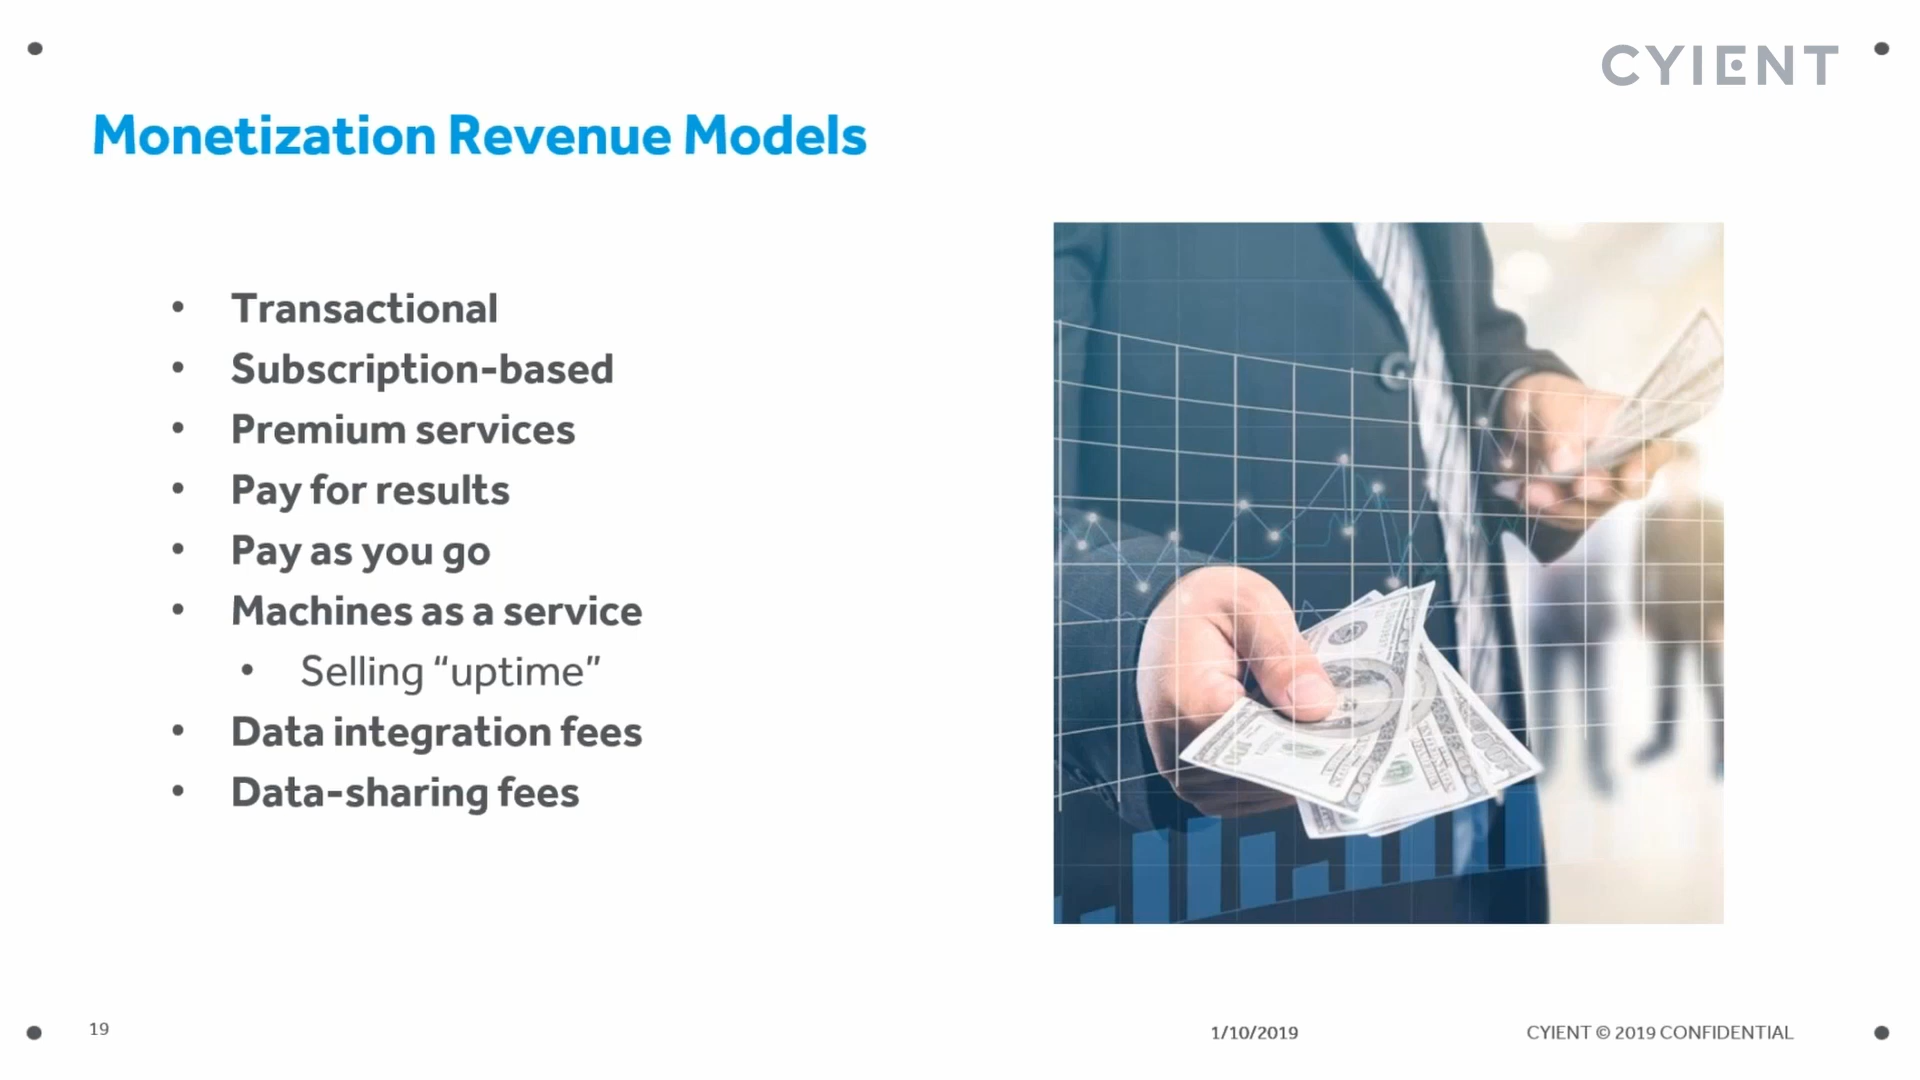 CYIENT
Monetization Revenue Models
• Transactional
• Subscription-based
• Premium services
• Pay for results
• Pay as you go
• Machines as a service
• Selling “uptime”
• Data integration fees
• Data-sharing fees
19
1/10/2019
CYIENT © 2019 CONFIDENTIAL